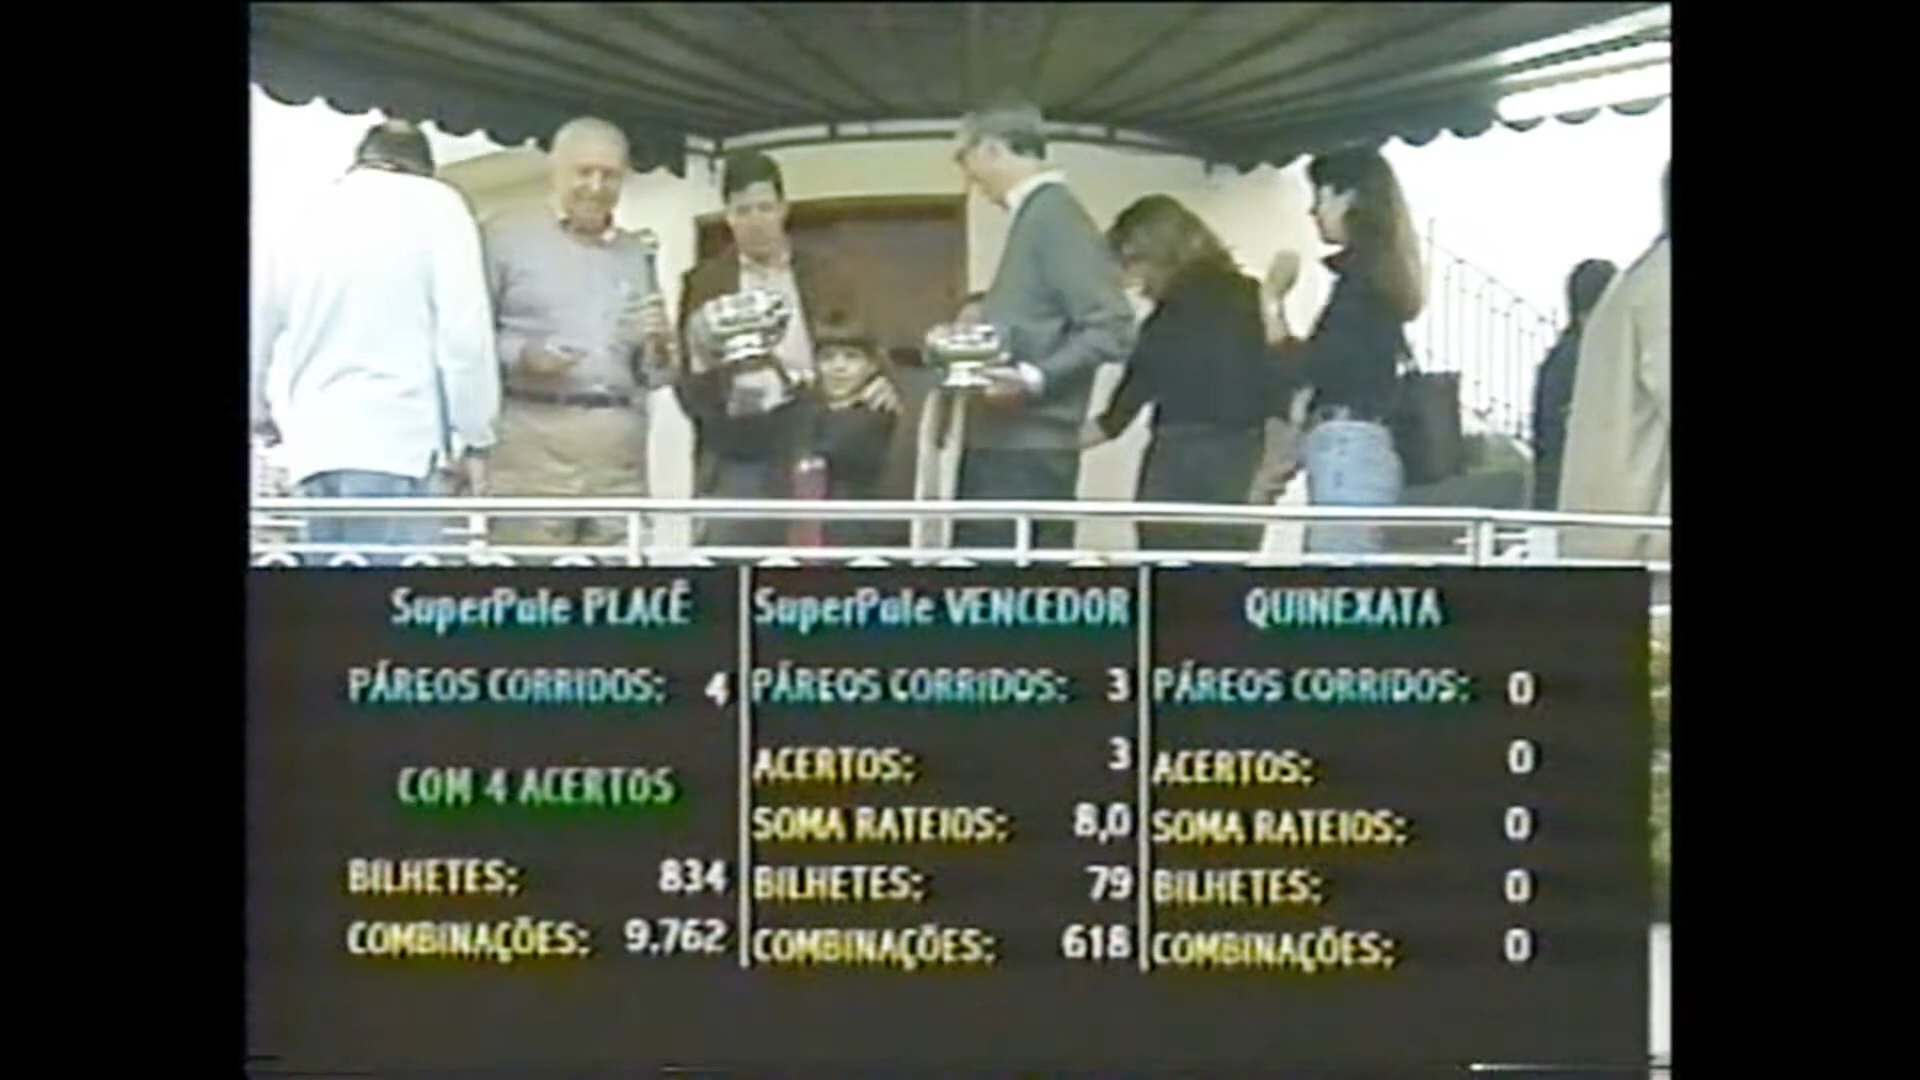 SuperPule PLACÊ
PÁREOS CORRIDOS: 4
COM 4 ACERTOS
BILHETES: 834
COMBINAÇÕES: 9.762
SuperPule VENCEDOR
PÁREOS CORRIDOS: 3
ACERTOS: 3
SOMA RATEIOS: 8,0
BILHETES: 79
COMBINAÇÕES: 618
QUINEXATA
PÁREOS CORRIDOS: 0
ACERTOS: 0
SOMA RATEIOS: 0
BILHETES: 0
COMBINAÇÕES: 0